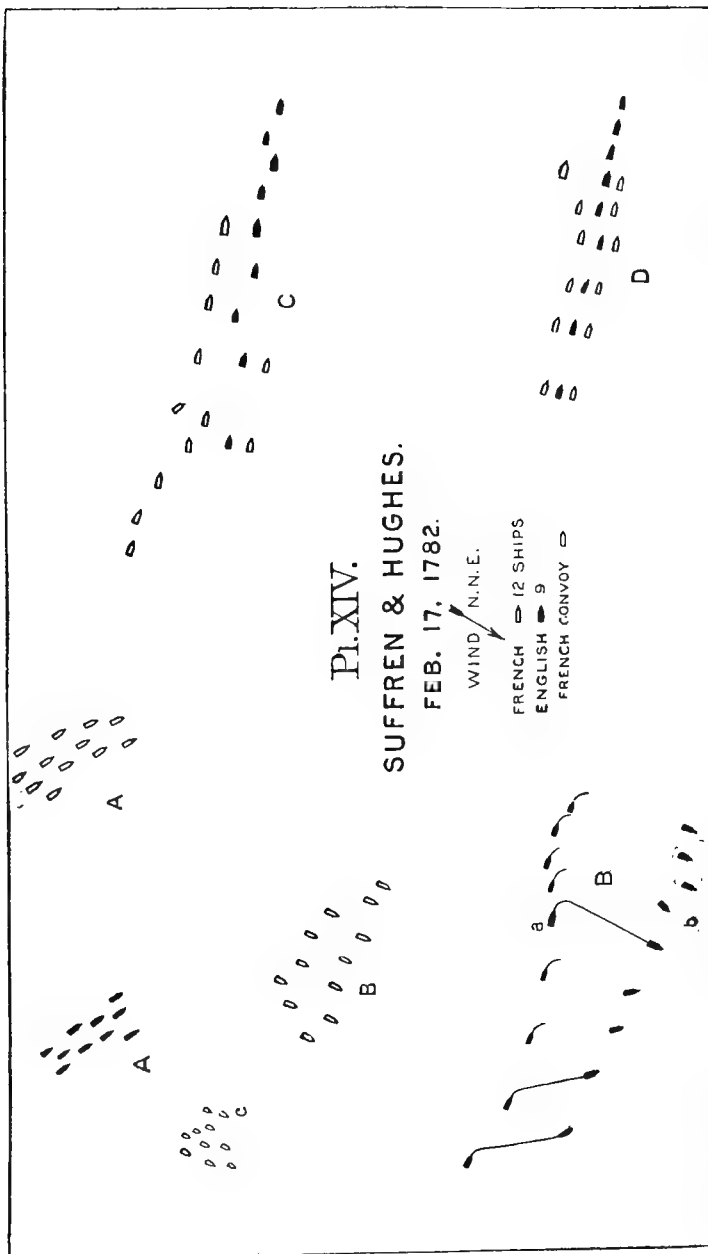 Pl.XIV.
SUFFREN & HUGHES.
FEB. 17, 1782.
WIND N.N.E.
FRENCH 12 SHIPS
ENGLISH 9
FRENCH CONVOY
A
A
B
c
C
a
B
b
D